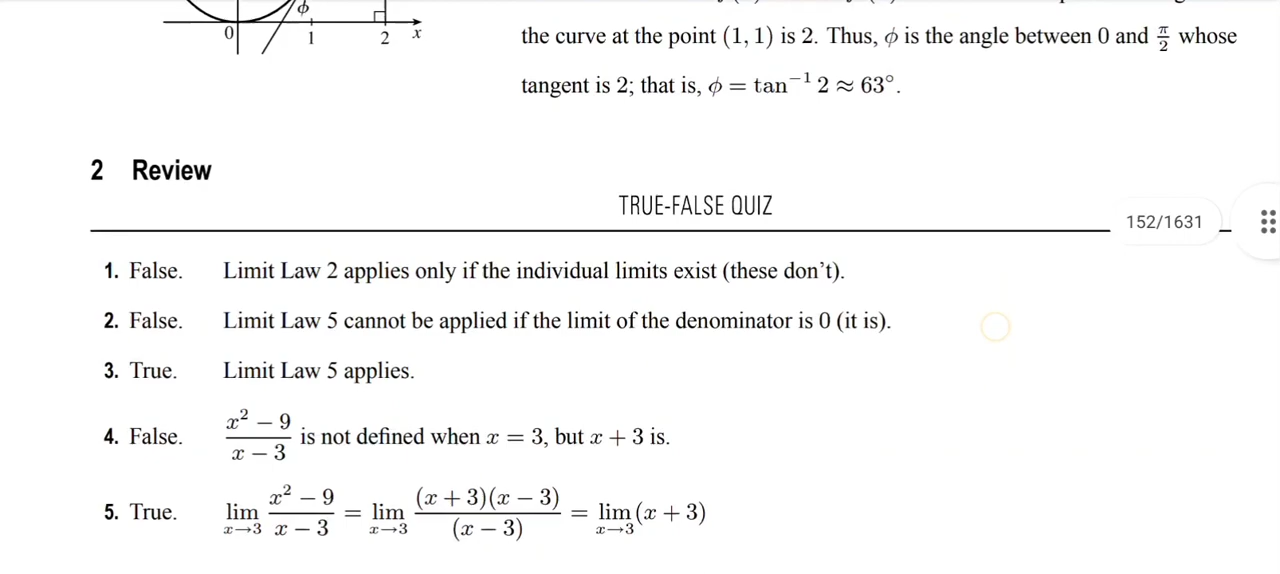 ϕ
0 1 2 x
the curve at the point (1, 1) is 2. Thus, ϕ is the angle between 0 and π/2 whose
tangent is 2; that is, ϕ = tan⁻¹ 2 ≈ 63°.
2 Review
TRUE-FALSE QUIZ
152/1631
1. False. Limit Law 2 applies only if the individual limits exist (these don't).
2. False. Limit Law 5 cannot be applied if the limit of the denominator is 0 (it is).
3. True. Limit Law 5 applies.
4. False. (x² − 9)/(x − 3) is not defined when x = 3, but x + 3 is.
5. True. lim x→3 (x² − 9)/(x − 3) = lim x→3 (x + 3)(x − 3)/(x − 3) = lim x→3 (x + 3)